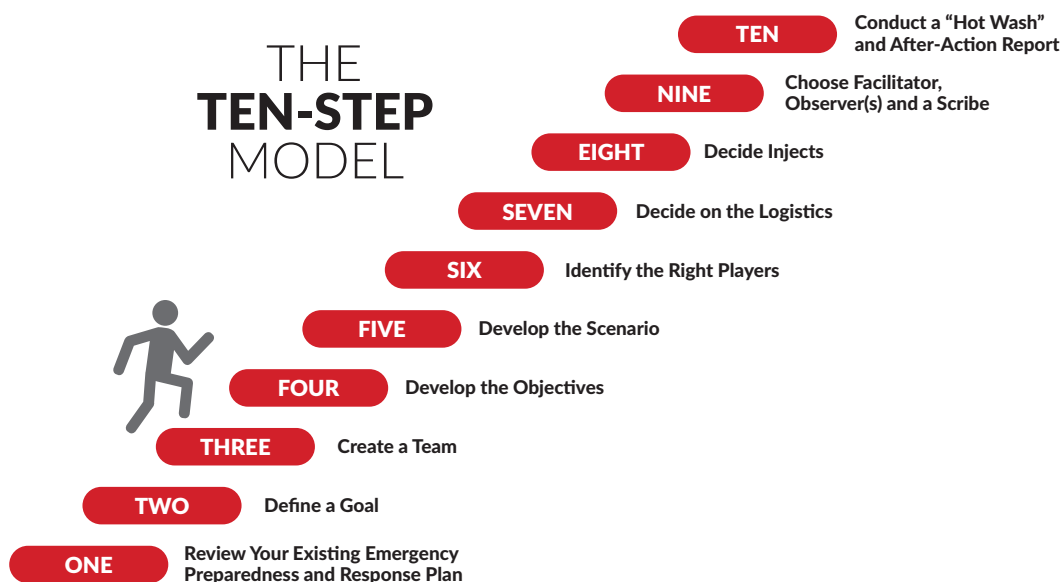 THE
TEN-STEP
MODEL
TEN
Conduct a “Hot Wash”
and After-Action Report
NINE
Choose Facilitator,
Observer(s) and a Scribe
EIGHT
Decide Injects
SEVEN
Decide on the Logistics
SIX
Identify the Right Players
FIVE
Develop the Scenario
FOUR
Develop the Objectives
THREE
Create a Team
TWO
Define a Goal
ONE
Review Your Existing Emergency
Preparedness and Response Plan